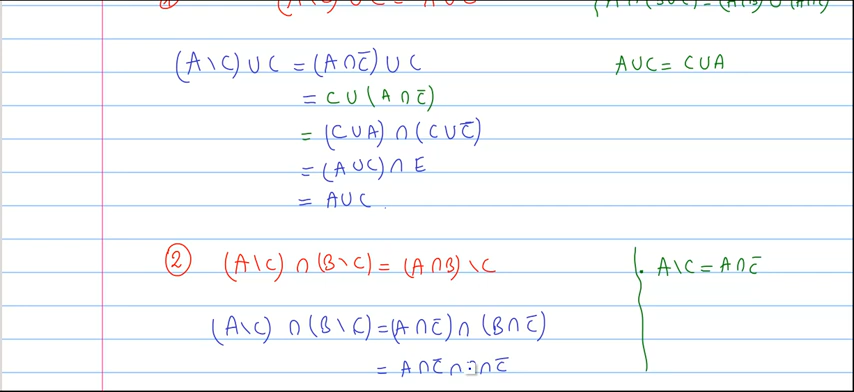 (A\C) ∪ C = (A∩C̅) ∪ C
A∪C = C∪A
= C ∪ (A ∩ C̅)
= (C∪A) ∩ (C∪C̅)
= (A∪C) ∩ E
= A∪C
② (A\C) ∩ (B\C) = (A∩B) \ C
A\C = A∩C̅
(A\C) ∩ (B\C) = (A∩C̅) ∩ (B∩C̅)
= A∩C̅ ∩ ∩ C̅